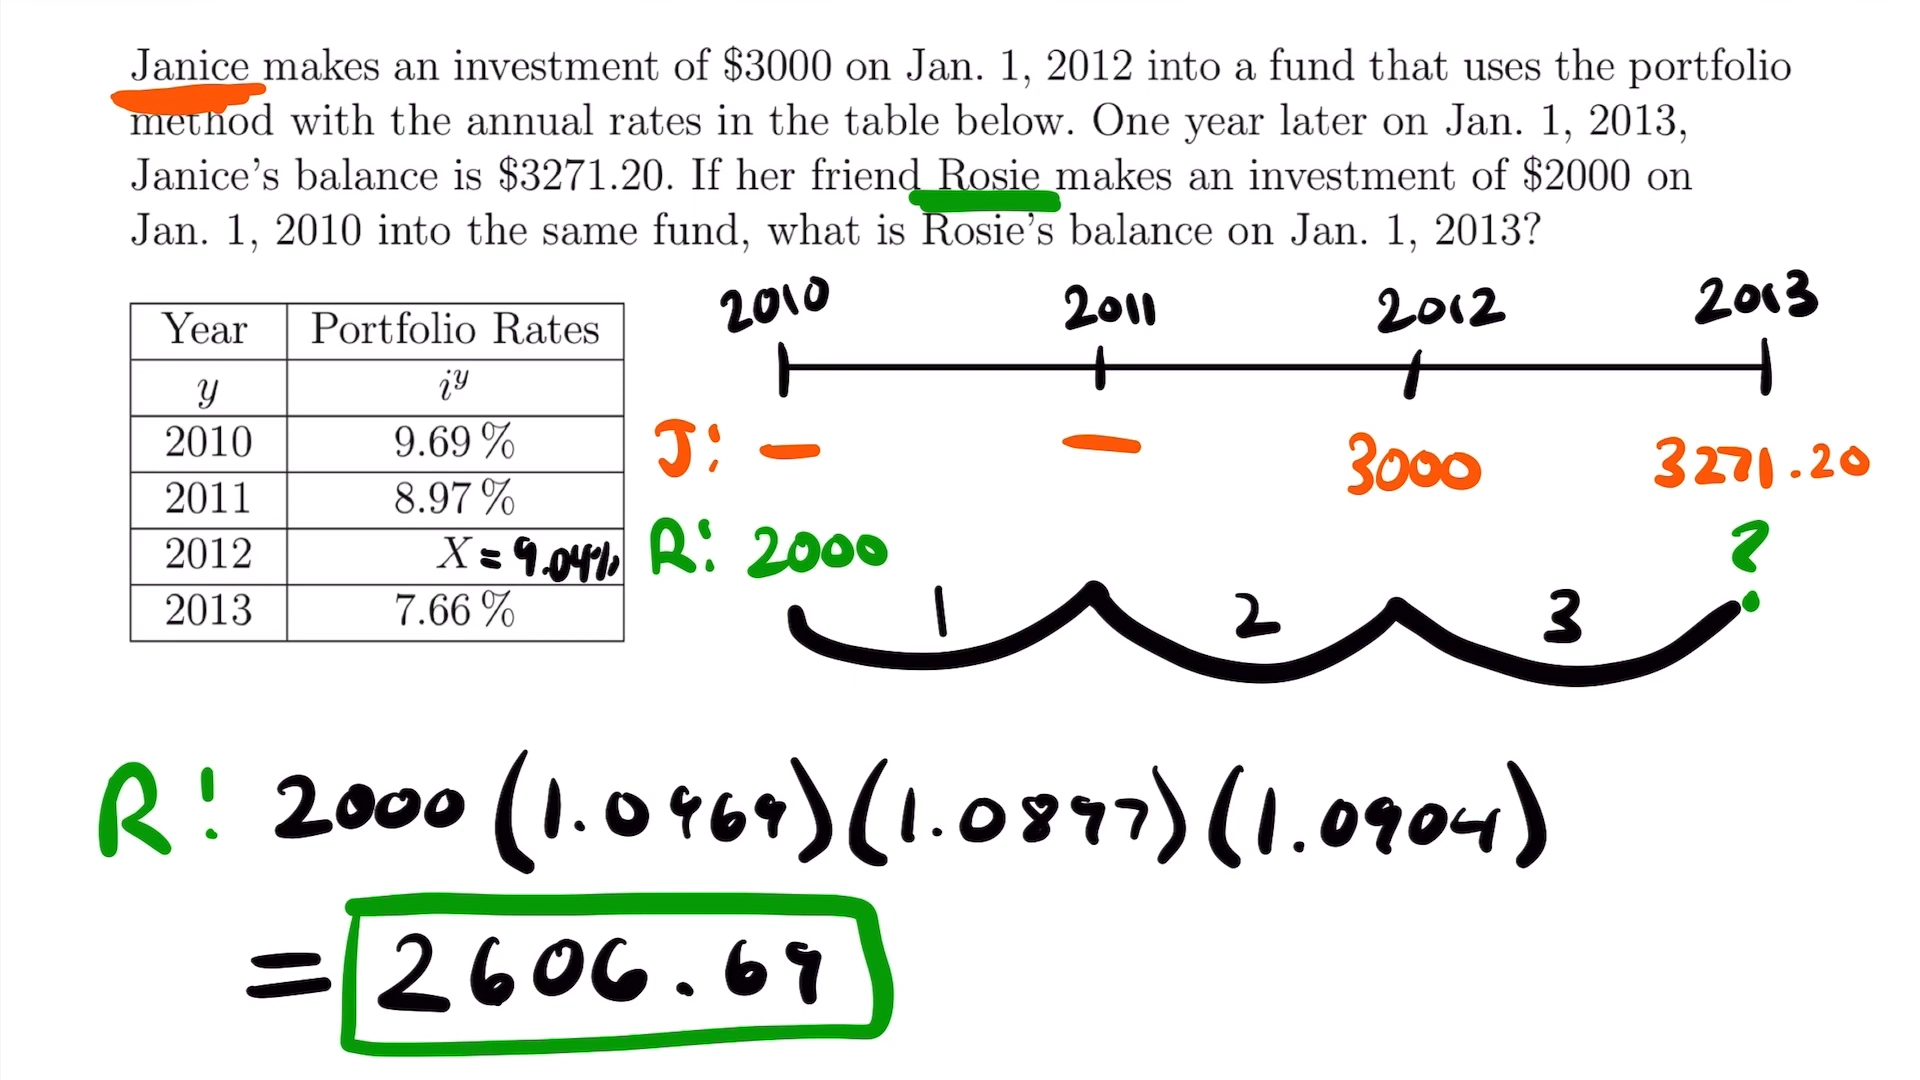 Janice makes an investment of $3000 on Jan. 1, 2012 into a fund that uses the portfolio
method with the annual rates in the table below. One year later on Jan. 1, 2013,
Janice's balance is $3271.20. If her friend Rosie makes an investment of $2000 on
Jan. 1, 2010 into the same fund, what is Rosie's balance on Jan. 1, 2013?
2010 2011 2012 2013
Year Portfolio Rates
y i^y
2010 9.69 %
2011 8.97 %
2012 X = 9.04%
2013 7.66 %
J: — — 3000 3271.20
R: 2000 ?
1 2 3
R: 2000 (1.0969)(1.0897)(1.0904)
= 2606.69